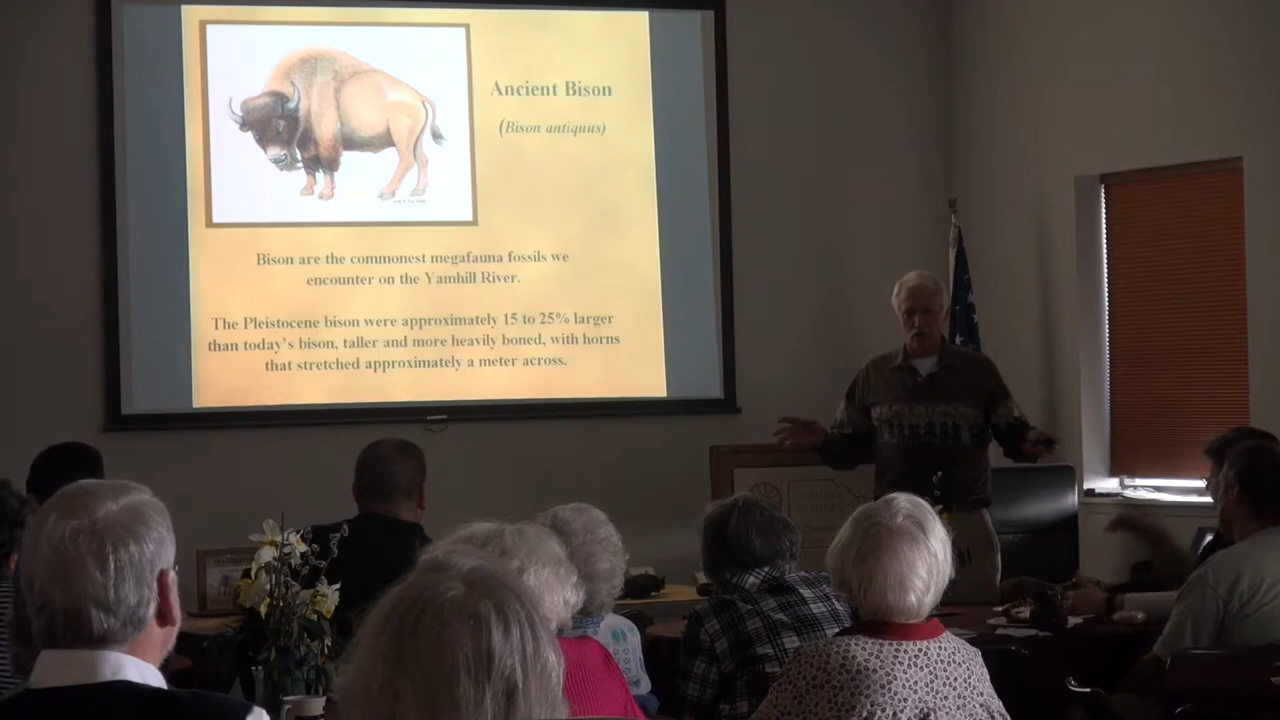 Ancient Bison
(Bison antiquus)
Bison are the commonest megafauna fossils we
encounter on the Yamhill River.
The Pleistocene bison were approximately 15 to 25% larger
than today's bison, taller and more heavily boned, with horns
that stretched approximately a meter across.